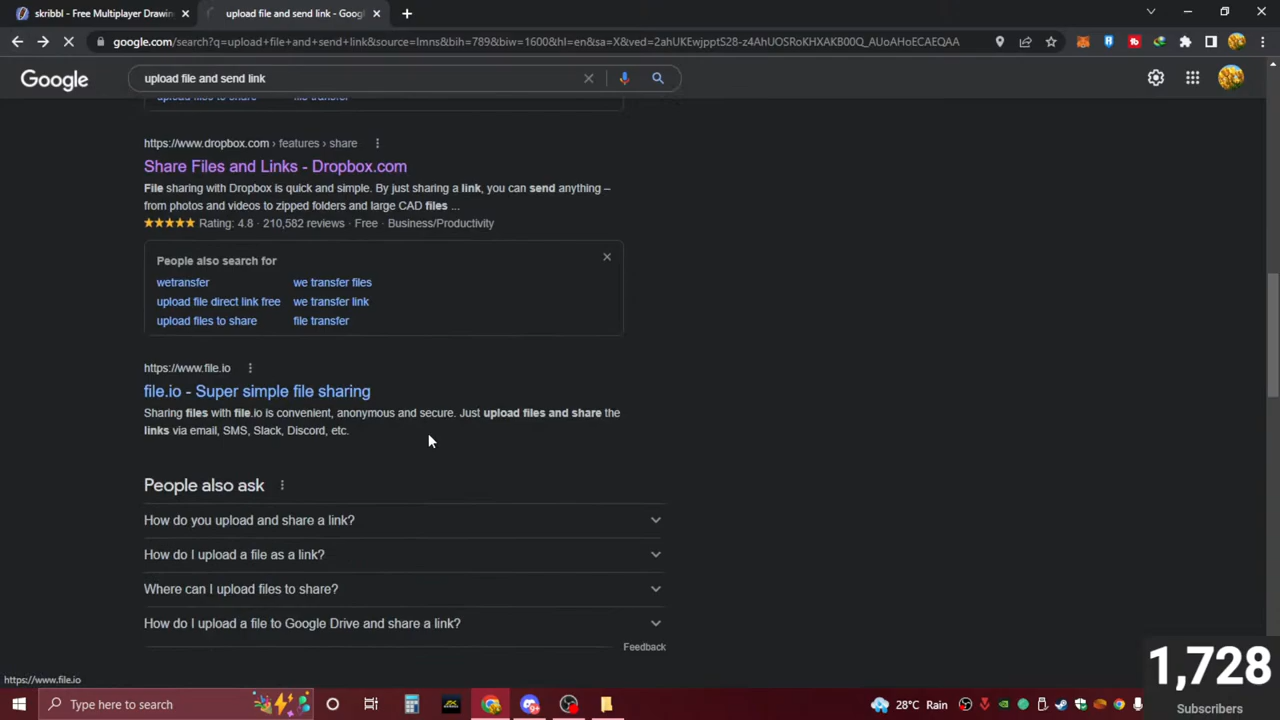 skribbl - Free Multiplayer Drawin
upload file and send link - Goog
google.com/search?q=upload+file+and+send+link&source=lmns&bih=789&biw=1600&hl=en&sa=X&ved=2ahUKEwjpptS28-z4AhUOSRoKHXAKB00Q_AUoAHoECAEQAA
Google
upload file and send link
upload files to share file transfer
https://www.dropbox.com › features › share
Share Files and Links - Dropbox.com
File sharing with Dropbox is quick and simple. By just sharing a link, you can send anything –
from photos and videos to zipped folders and large CAD files ...
Rating: 4.8 · 210,582 reviews · Free · Business/Productivity
People also search for
wetransfer we transfer files
upload file direct link free we transfer link
upload files to share file transfer
https://www.file.io
file.io - Super simple file sharing
Sharing files with file.io is convenient, anonymous and secure. Just upload files and share the
links via email, SMS, Slack, Discord, etc.
People also ask
How do you upload and share a link?
How do I upload a file as a link?
Where can I upload files to share?
How do I upload a file to Google Drive and share a link?
Feedback
https://www.file.io
1,728
Subscribers
Type here to search
28°C Rain